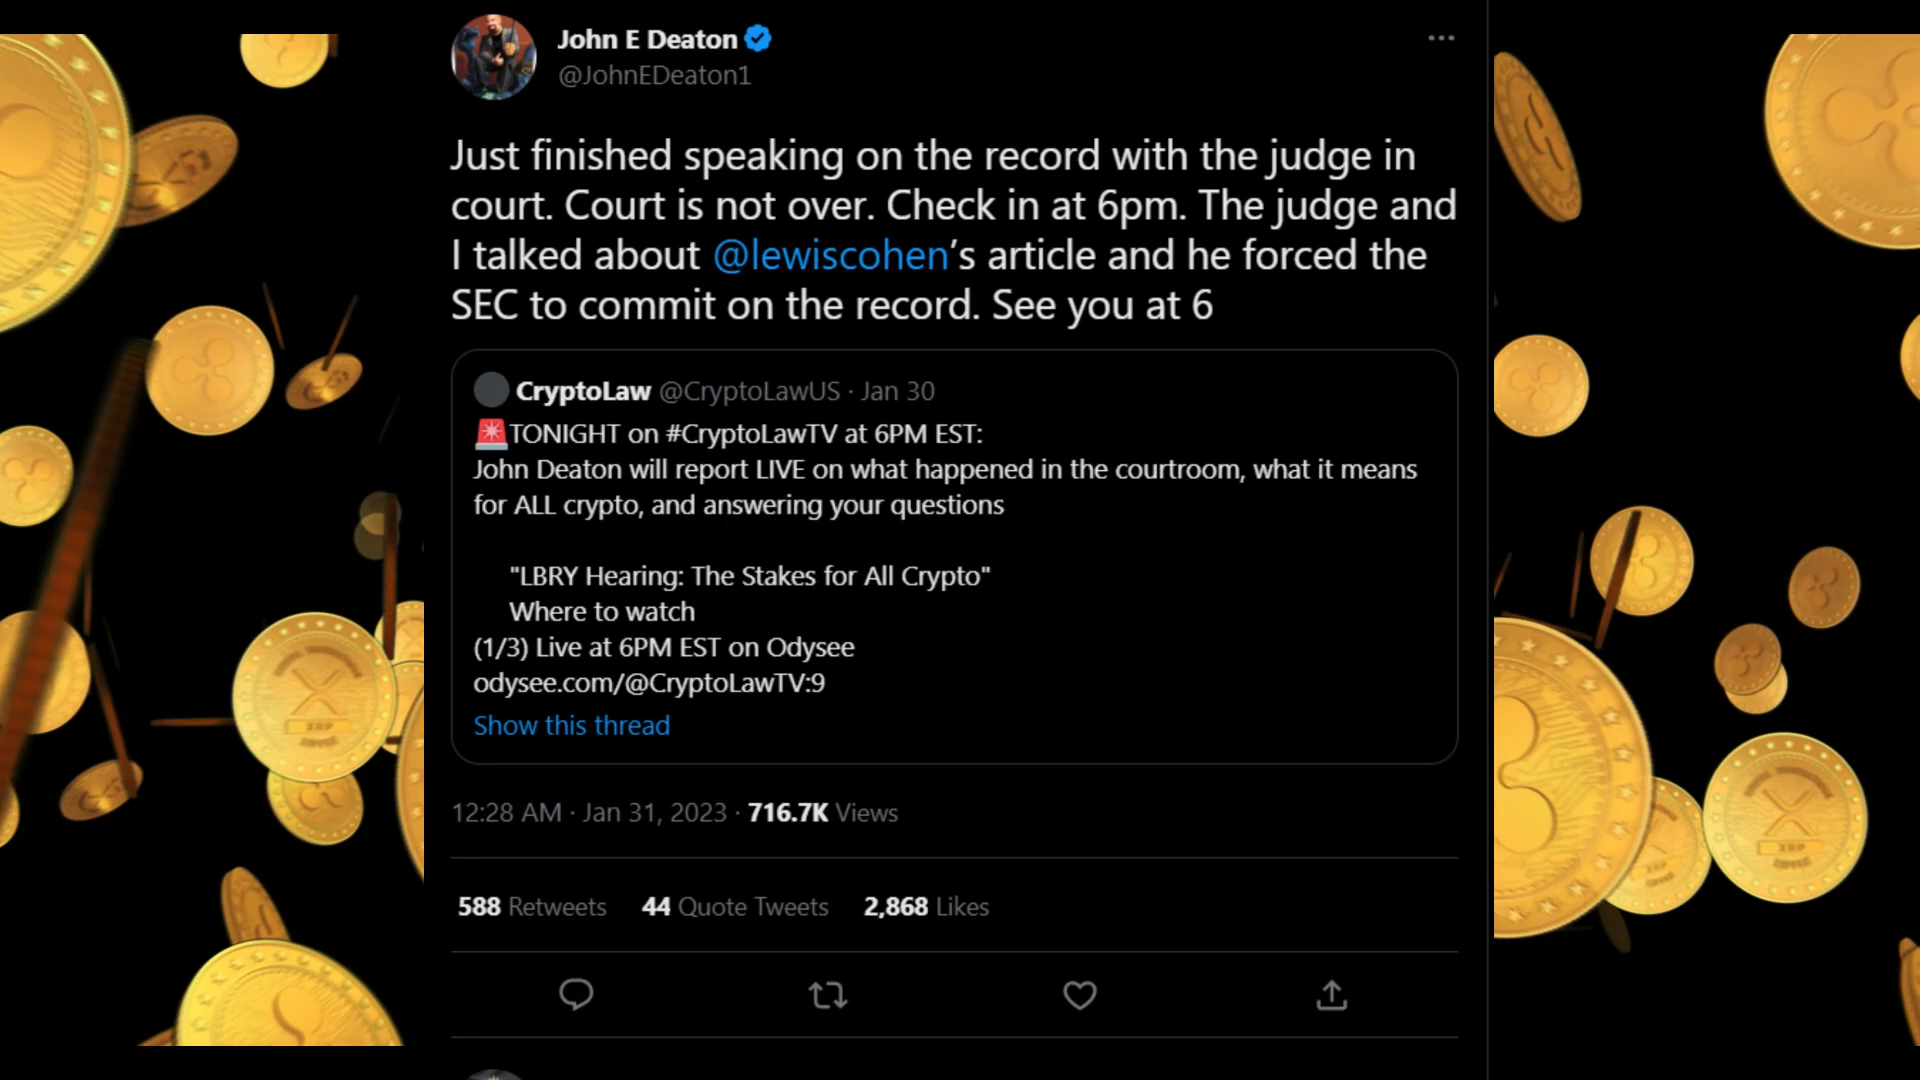 John E Deaton
@JohnEDeaton1
Just finished speaking on the record with the judge in
court. Court is not over. Check in at 6pm. The judge and
I talked about @lewiscohen’s article and he forced the
SEC to commit on the record. See you at 6
CryptoLaw @CryptoLawUS · Jan 30
🚨TONIGHT on #CryptoLawTV at 6PM EST:
John Deaton will report LIVE on what happened in the courtroom, what it means
for ALL crypto, and answering your questions
"LBRY Hearing: The Stakes for All Crypto"
Where to watch
(1/3) Live at 6PM EST on Odysee
odysee.com/@CryptoLawTV:9
Show this thread
12:28 AM · Jan 31, 2023 · 716.7K Views
588 Retweets 44 Quote Tweets 2,868 Likes
XRP
XRP
RIPPLE